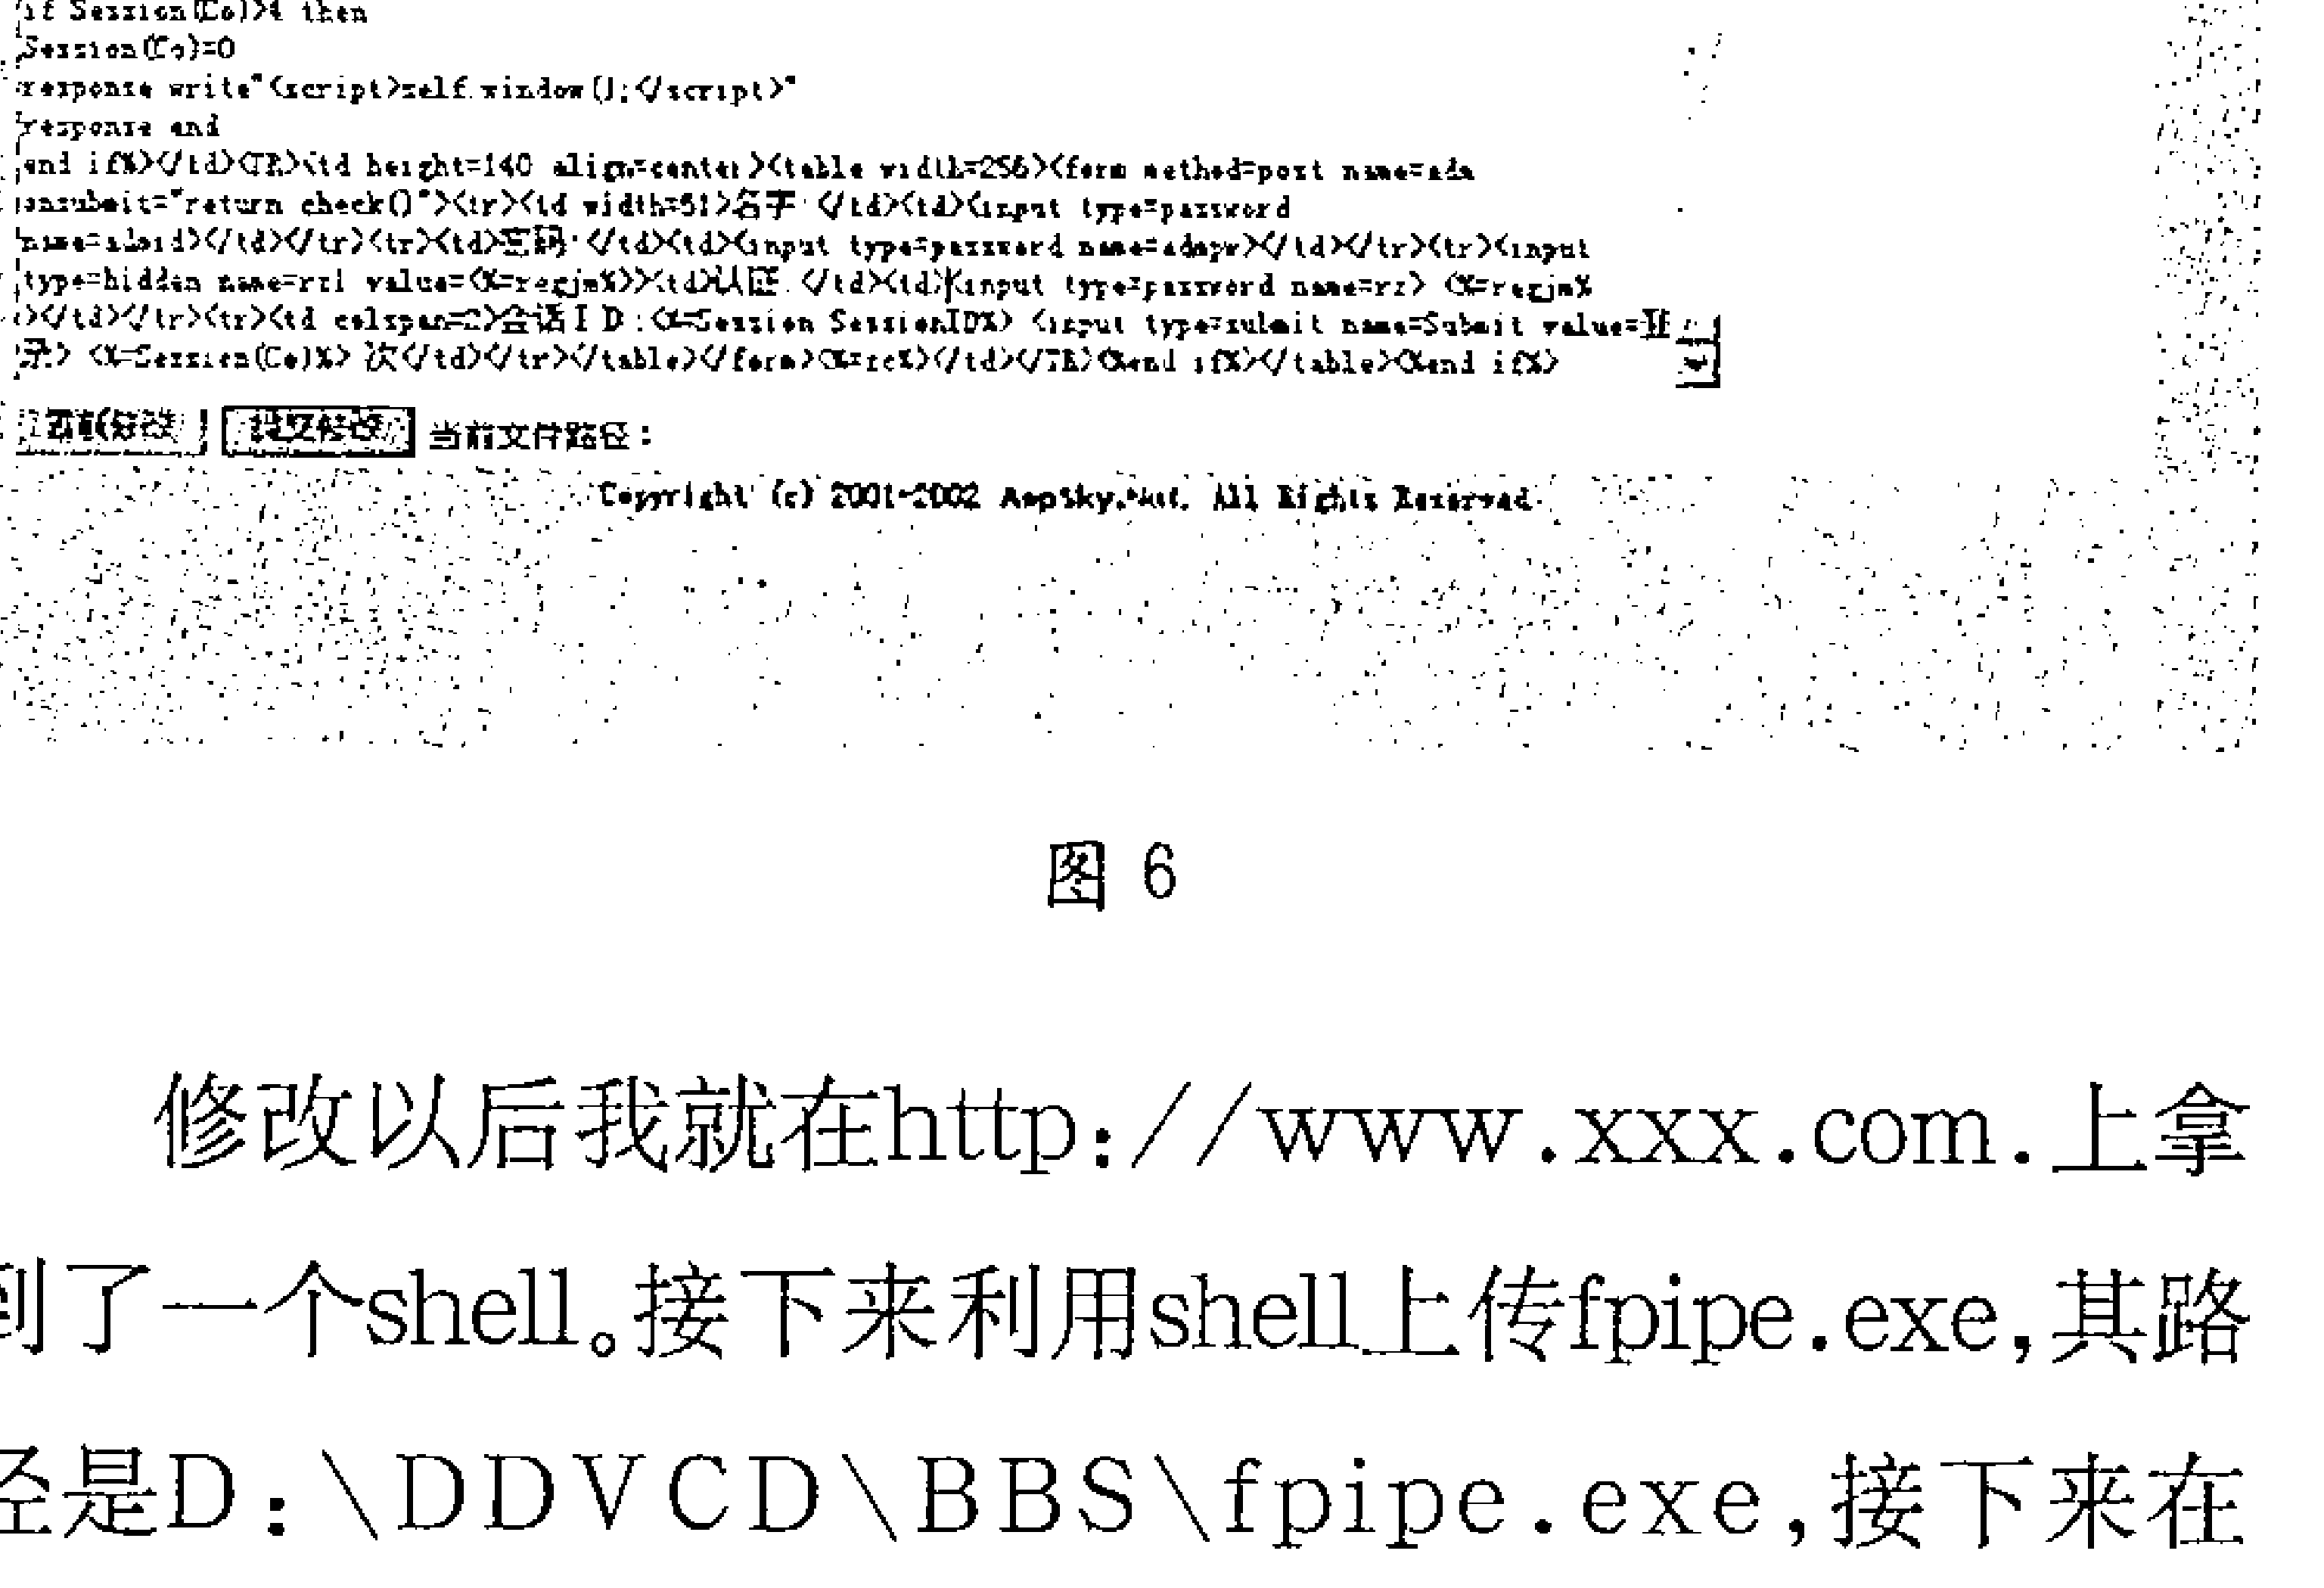 if Session(Co)>4 then
Session(Co)=0
response write"<script>self.window();</script>"
response end
end if%></td><TR><td height=140 align=center><table width=256><form method=post name=adm
onsubmit="return check()"><tr><td width=51>名字:</td><td><input type=password
></td></tr><tr><td>密码:</td><td><input type=password name=admpw></td></tr><tr><input
type=hidden name=rz1 value=<%=regjm%>><td>认证:</td><td><input type=password name=rz> <%=regjm%
></td></tr><tr><td colspan=2>会话ID:<%=Session.SessionID%> <input type=submit name=Submit value=登
录> <%=Session(Co)%> 次</td></tr></table></form><%=rc%></td></TR><%end if%></table><%end if%>
提交修改 当前文件路径:
Copyright (c) 2001-2002 AspSky.Net. All Rights Reserved
图 6
修改以后我就在http://www.xxx.com.上拿
到了一个shell。接下来利用shell上传fpipe.exe,其路
径是D:\DDVCD\BBS\fpipe.exe,接下来在